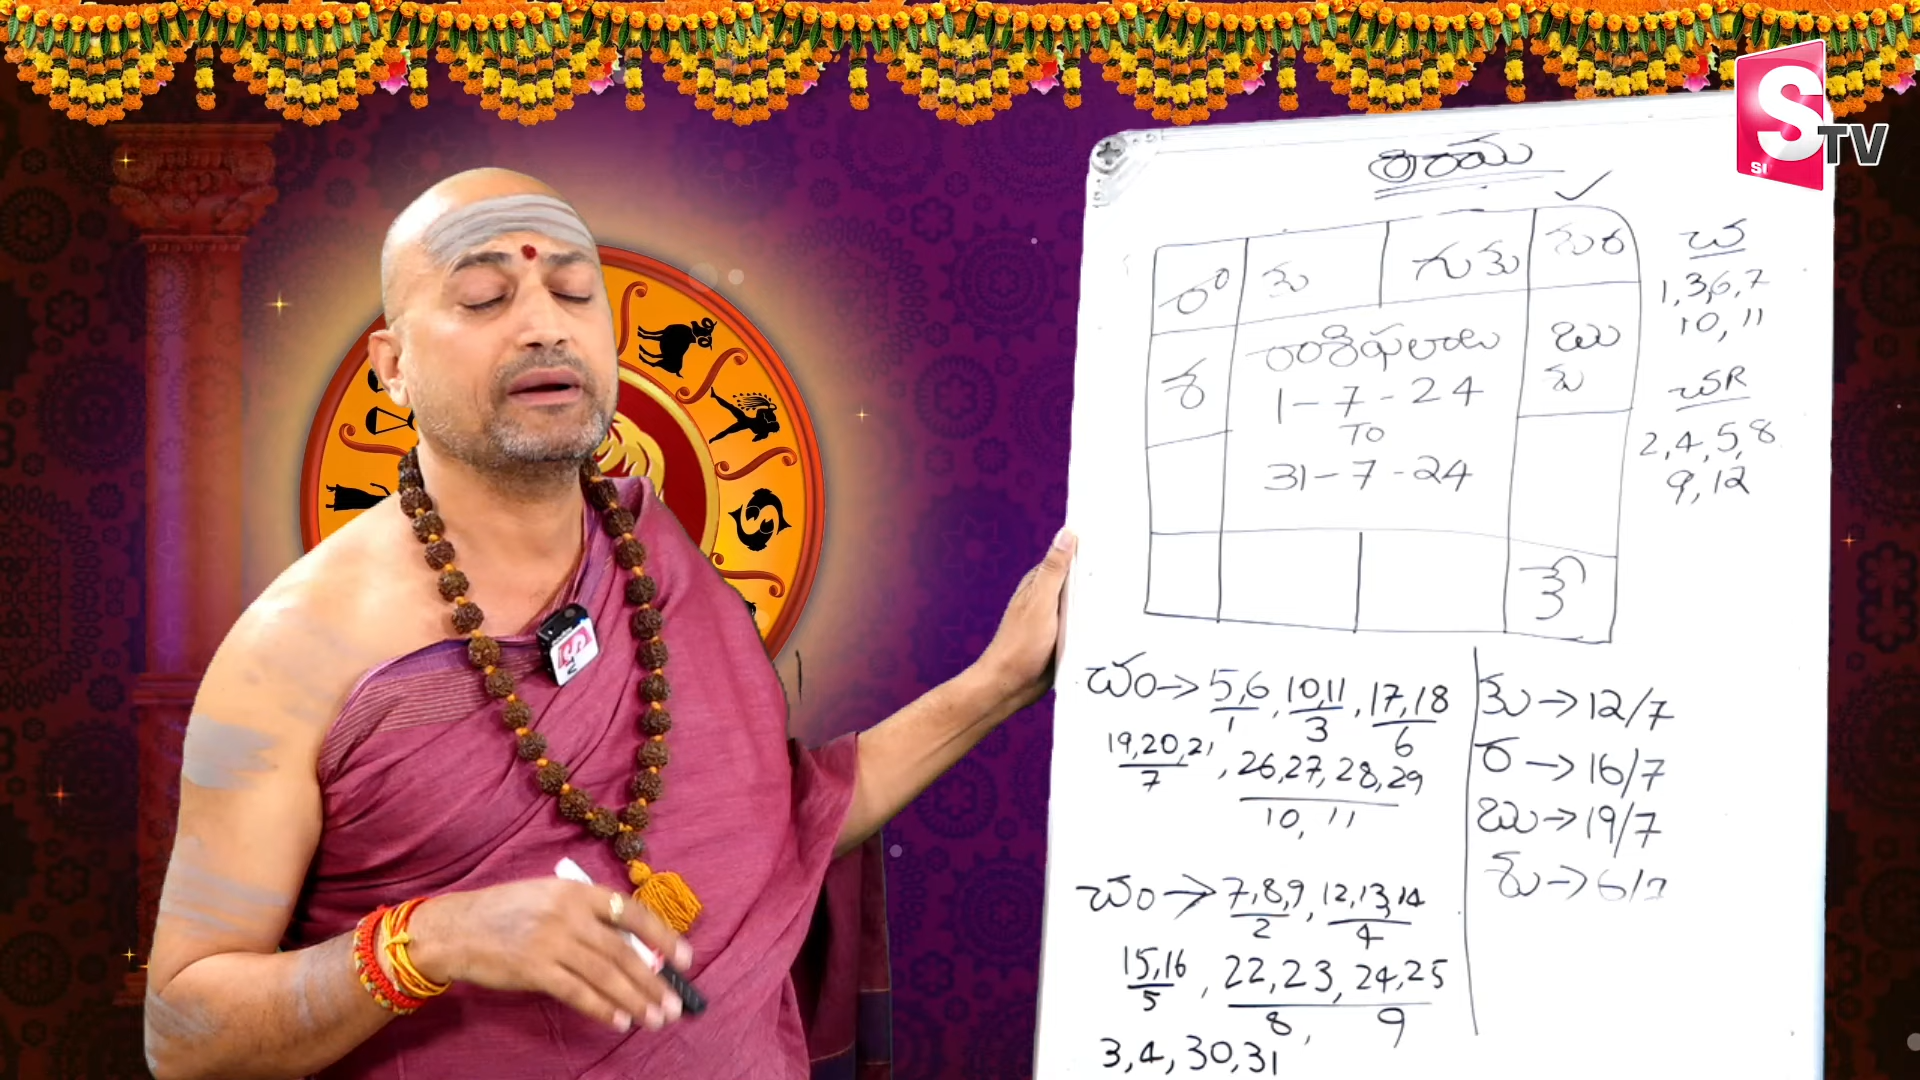 S
TV
శ్రీరామ
రా
కు
గు కు
శు ర
రాశిఫలాలు
1-7-24
TO
31-7-24
శ
బు
శు
కే
చ
1,3,6,7
10, 11
చR
2,4,5,8
9,12
చం→ 5,6, 10,11, 17,18
1 3 6
19,20,21, 26,27,28,29
7 10, 11
చం→ 7,8,9, 12,13,14
2 4
15,16, 22,23, 24,25
5 8, 9
3,4,30,31
కు→12/7
ర→16/7
బు→19/7
శు→6/7